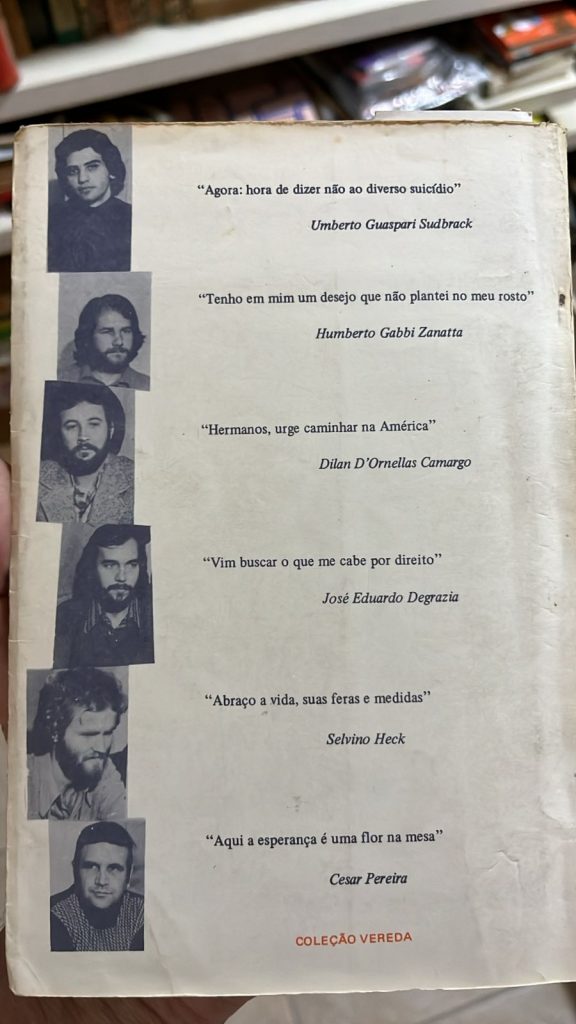 “Agora: hora de dizer não ao diverso suicídio”
Umberto Guaspari Sudbrack
“Tenho em mim um desejo que não plantei no meu rosto”
Humberto Gabbi Zanatta
“Hermanos, urge caminhar na América”
Dilan D’Ornellas Camargo
“Vim buscar o que me cabe por direito”
José Eduardo Degrazia
“Abraço a vida, suas feras e medidas”
Selvino Heck
“Aqui a esperança é uma flor na mesa”
Cesar Pereira
COLEÇÃO VEREDA